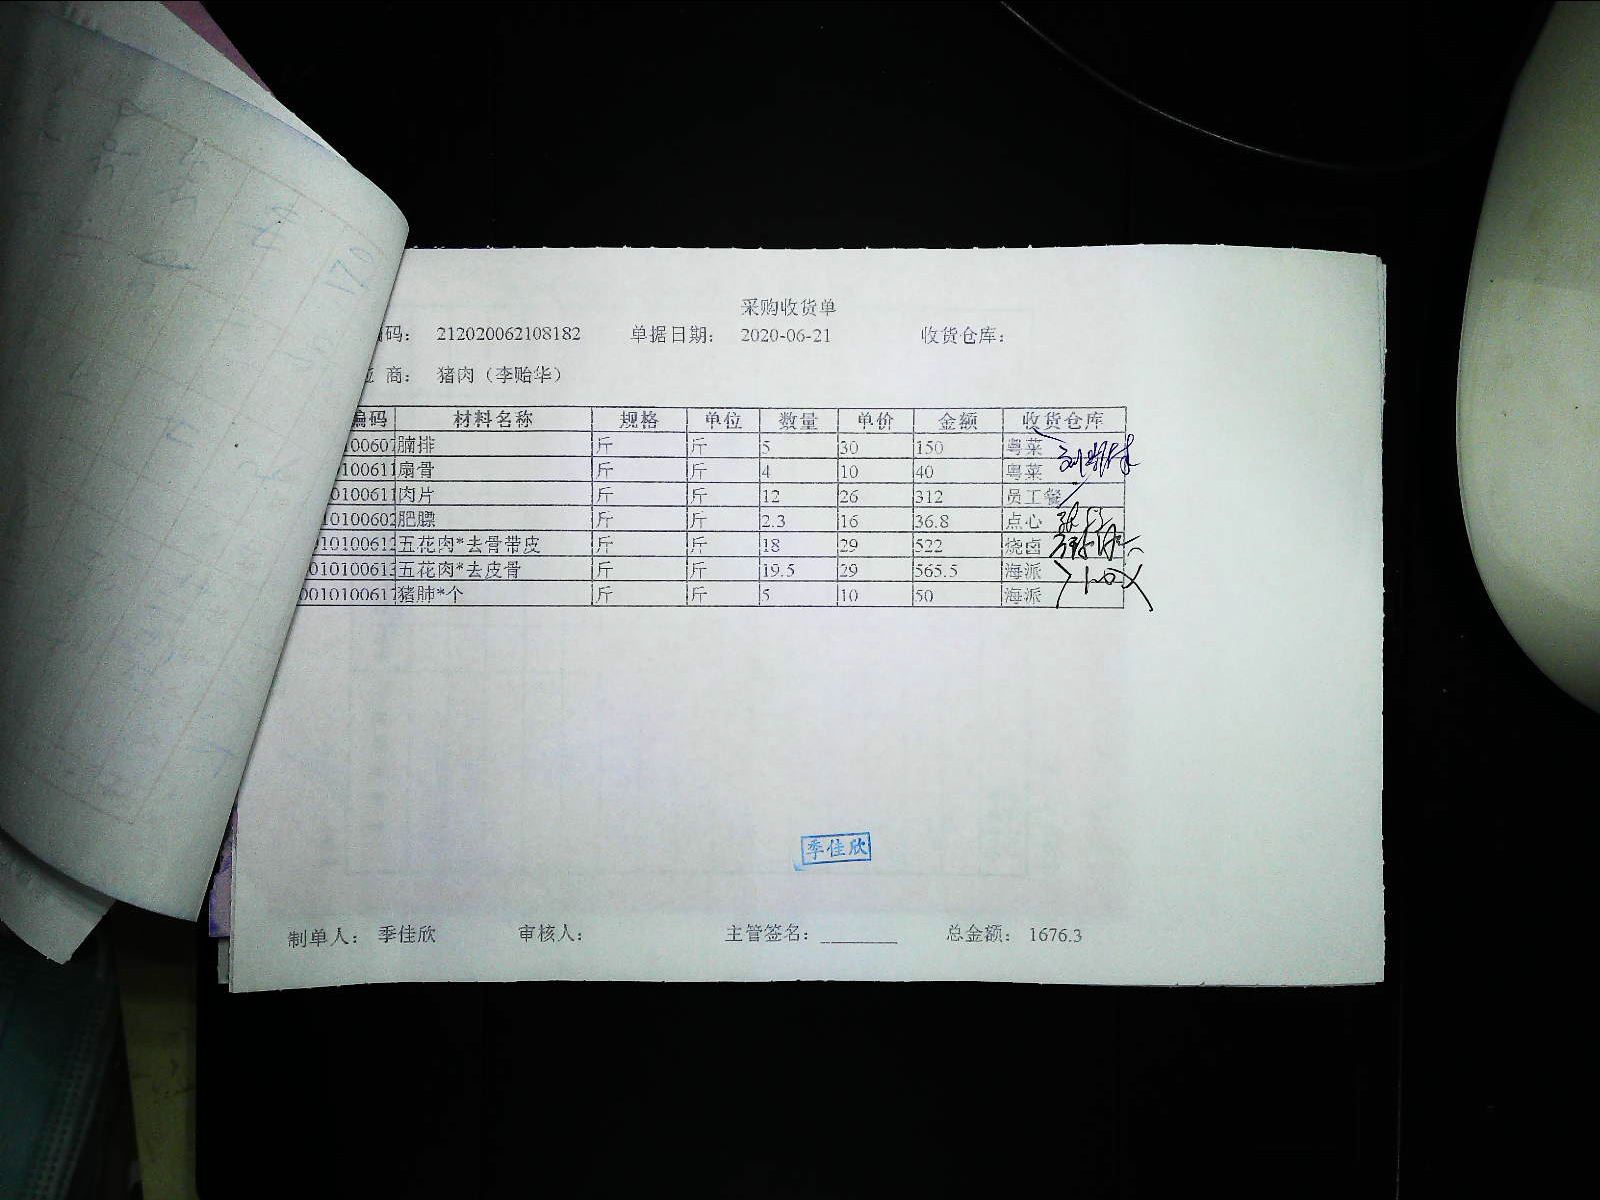 采购收货单
码： 212020062108182 单据日期： 2020-06-21 收货仓库：
应 商： 猪肉（李贻华）
编码 材料名称 规格 单位 数量 单价 金额 收货仓库
00607 腩排 斤 斤 5 30 150 粤菜
100611 扇骨 斤 斤 4 10 40 粤菜
0100611 肉片 斤 斤 12 26 312 员工餐
10100602 肥膘 斤 斤 2.3 16 36.8 点心
010100612 五花肉*去骨带皮 斤 斤 18 29 522 烧卤
010100613 五花肉*去皮骨 斤 斤 19.5 29 565.5 海派
0010100617 猪肺*个 斤 斤 5 10 50 海派
季佳欣
制单人： 季佳欣 审核人： 主管签名： 总金额： 1676.3